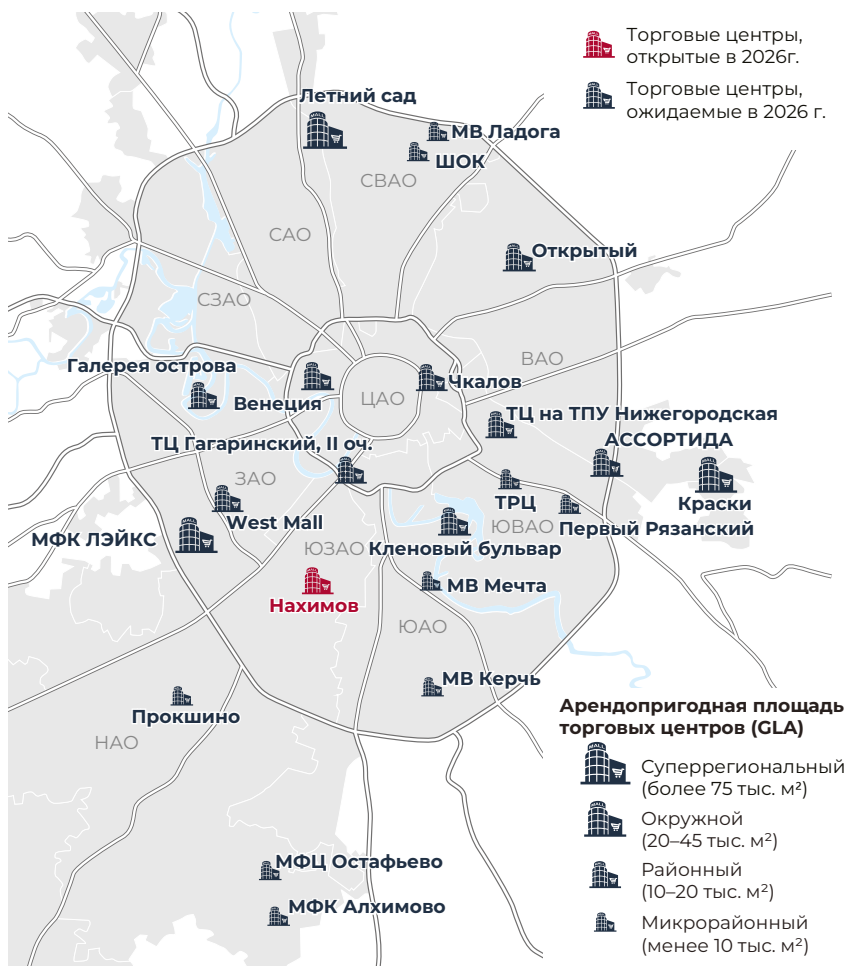 Торговые центры,
открытые в 2026г.
Торговые центры,
ожидаемые в 2026 г.
Летний сад
МВ Ладога
ШОК
СВАО
САО
Открытый
СЗАО
ВАО
Галерея острова
Венеция
ЦАО
Чкалов
ТЦ на ТПУ Нижегородская
АССОРТИДА
ТЦ Гагаринский, II оч.
ЗАО
West Mall
ТРЦ
Краски
ЮВАО
Первый Рязанский
МФК ЛЭЙКС
ЮЗАО
Кленовый бульвар
МВ Мечта
Нахимов
ЮАО
МВ Керчь
Прокшино
НАО
МФЦ Остафьево
МФК Алхимово
Арендопригодная площадь
торговых центров (GLA)
MALL
Суперрегиональный
(более 75 тыс. м²)
Окружной
(20–45 тыс. м²)
Районный
(10–20 тыс. м²)
Микрорайонный
(менее 10 тыс. м²)